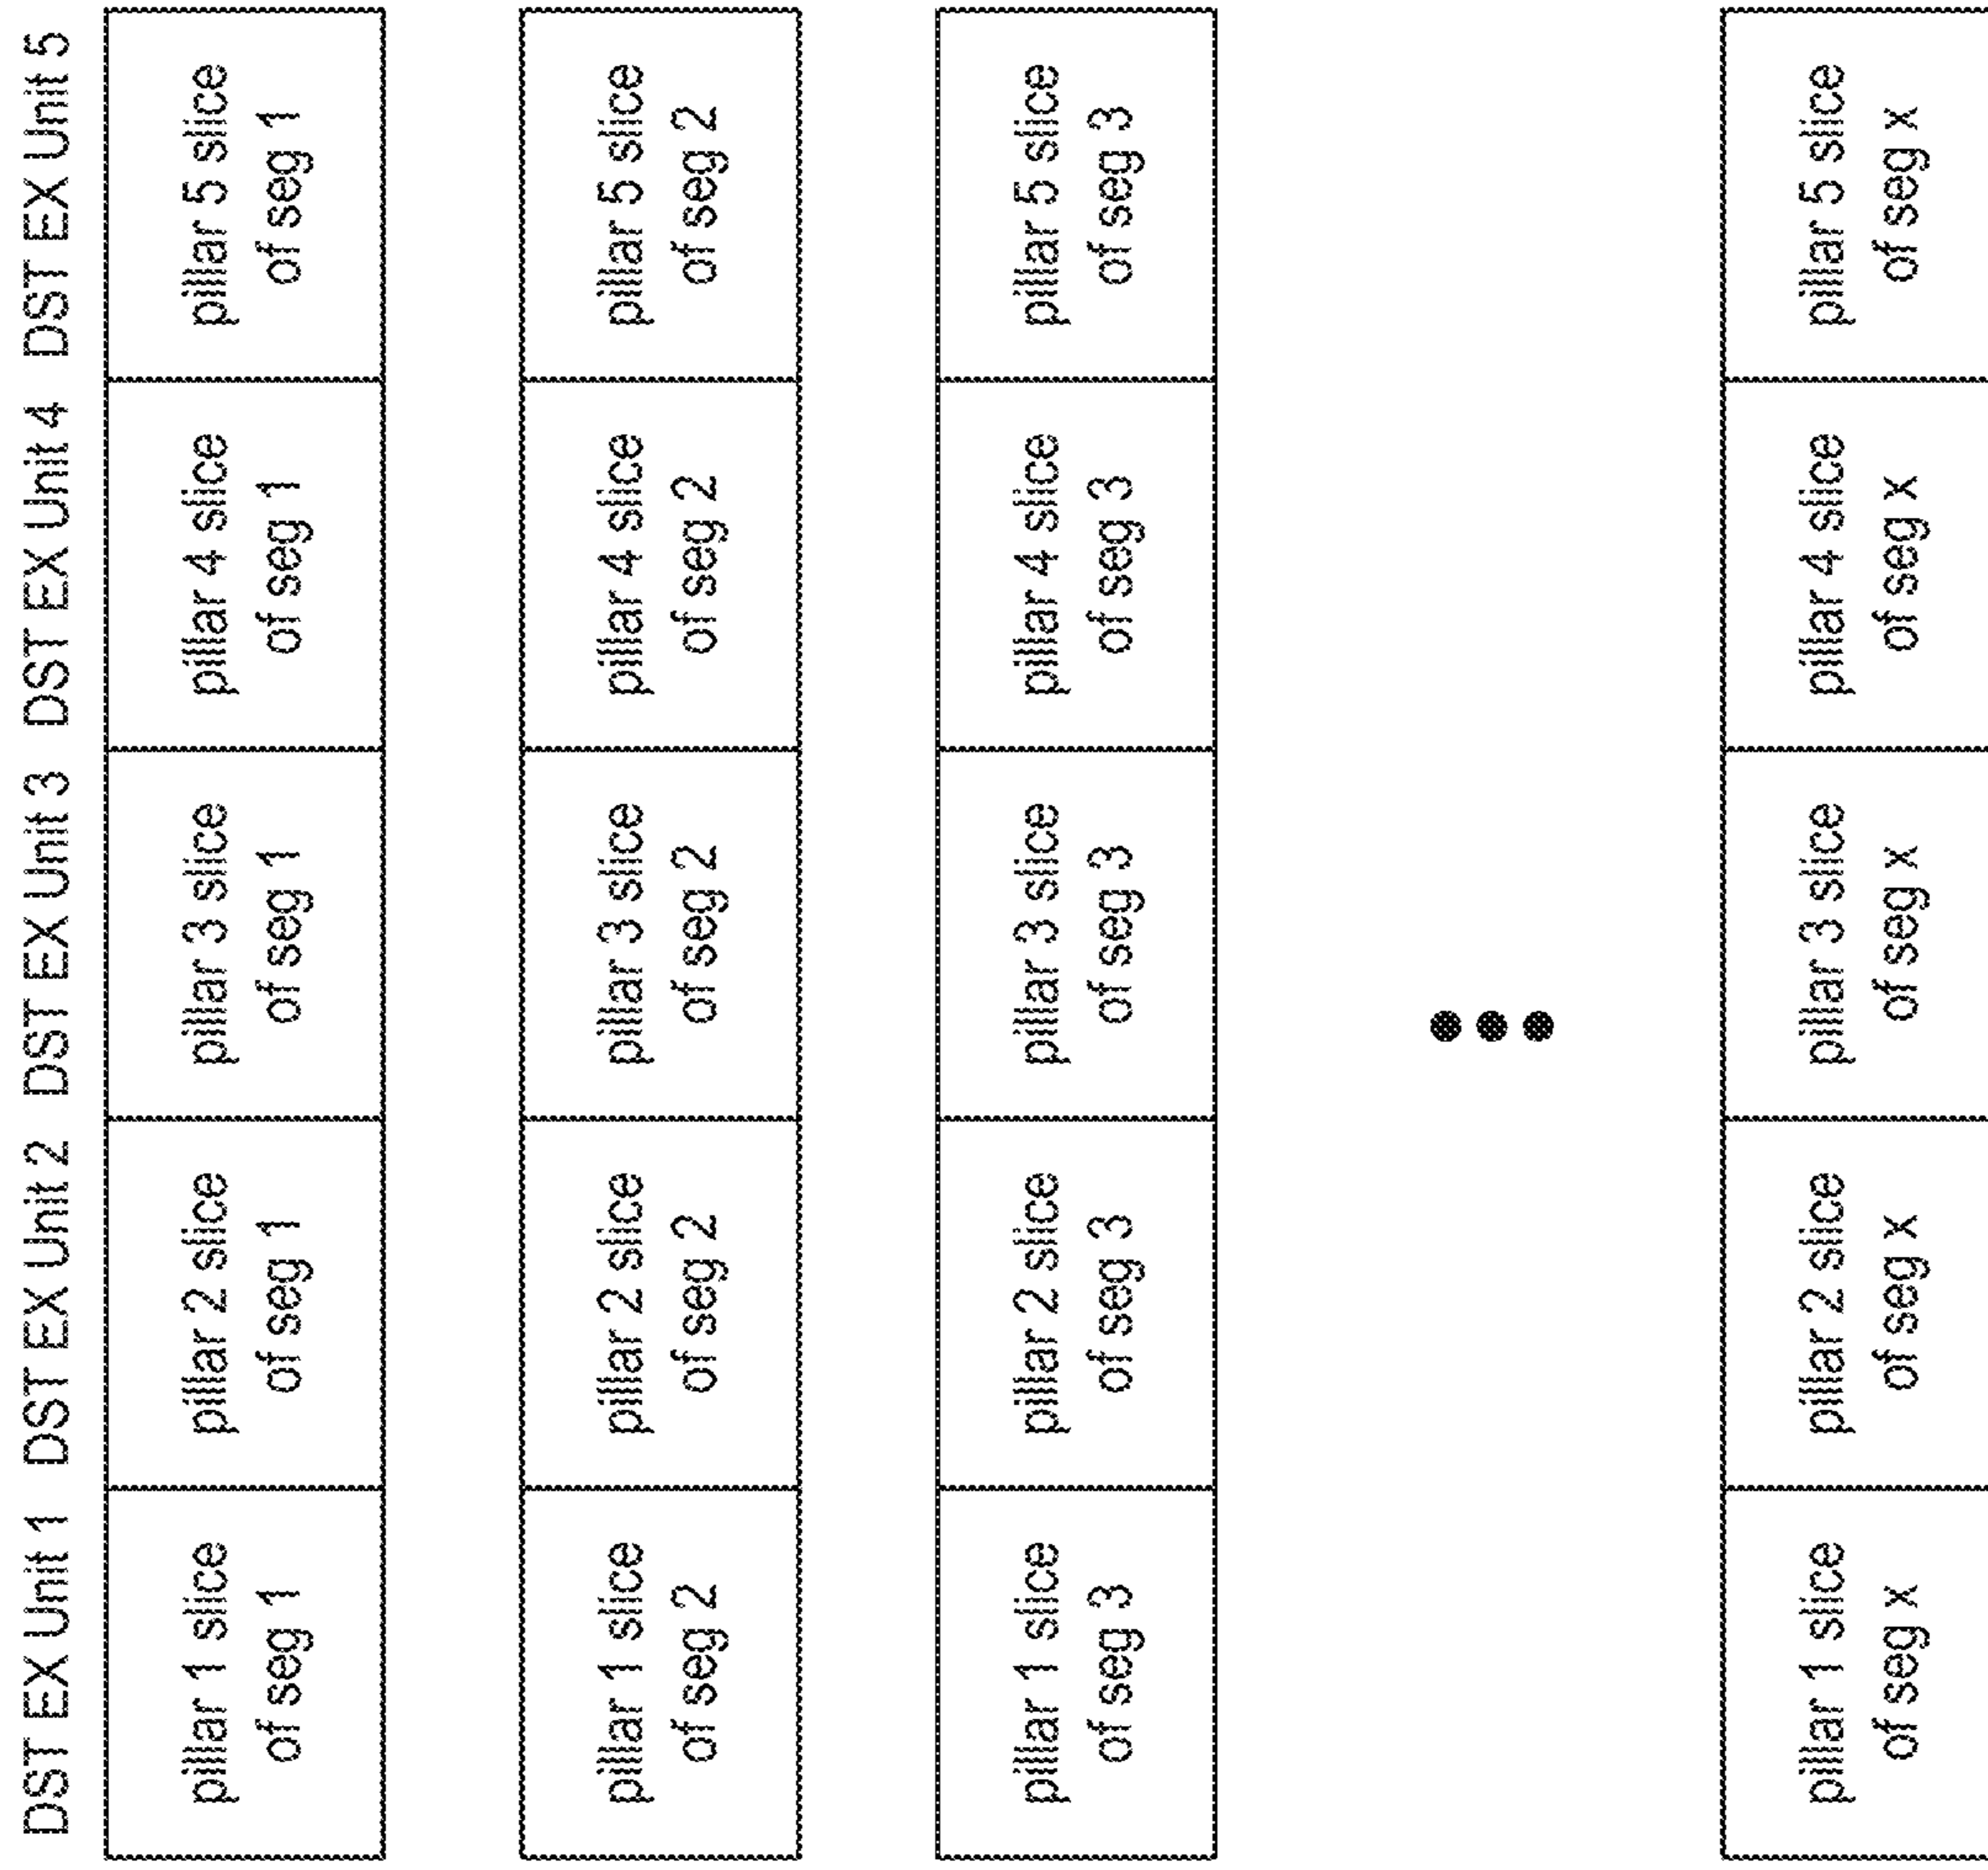 DST EX Unit 1 DST EX Unit 2 DST EX Unit 3 DST EX Unit 4 DST EX Unit 5
pillar 1 slice
of seg 1
pillar 2 slice
of seg 1
pillar 3 slice
of seg 1
pillar 4 slice
of seg 1
pillar 5 slice
of seg 1
pillar 1 slice
of seg 2
pillar 2 slice
of seg 2
pillar 3 slice
of seg 2
pillar 4 slice
of seg 2
pillar 5 slice
of seg 2
pillar 1 slice
of seg 3
pillar 2 slice
of seg 3
pillar 3 slice
of seg 3
pillar 4 slice
of seg 3
pillar 5 slice
of seg 3
pillar 1 slice
of seg x
pillar 2 slice
of seg x
pillar 3 slice
of seg x
pillar 4 slice
of seg x
pillar 5 slice
of seg x